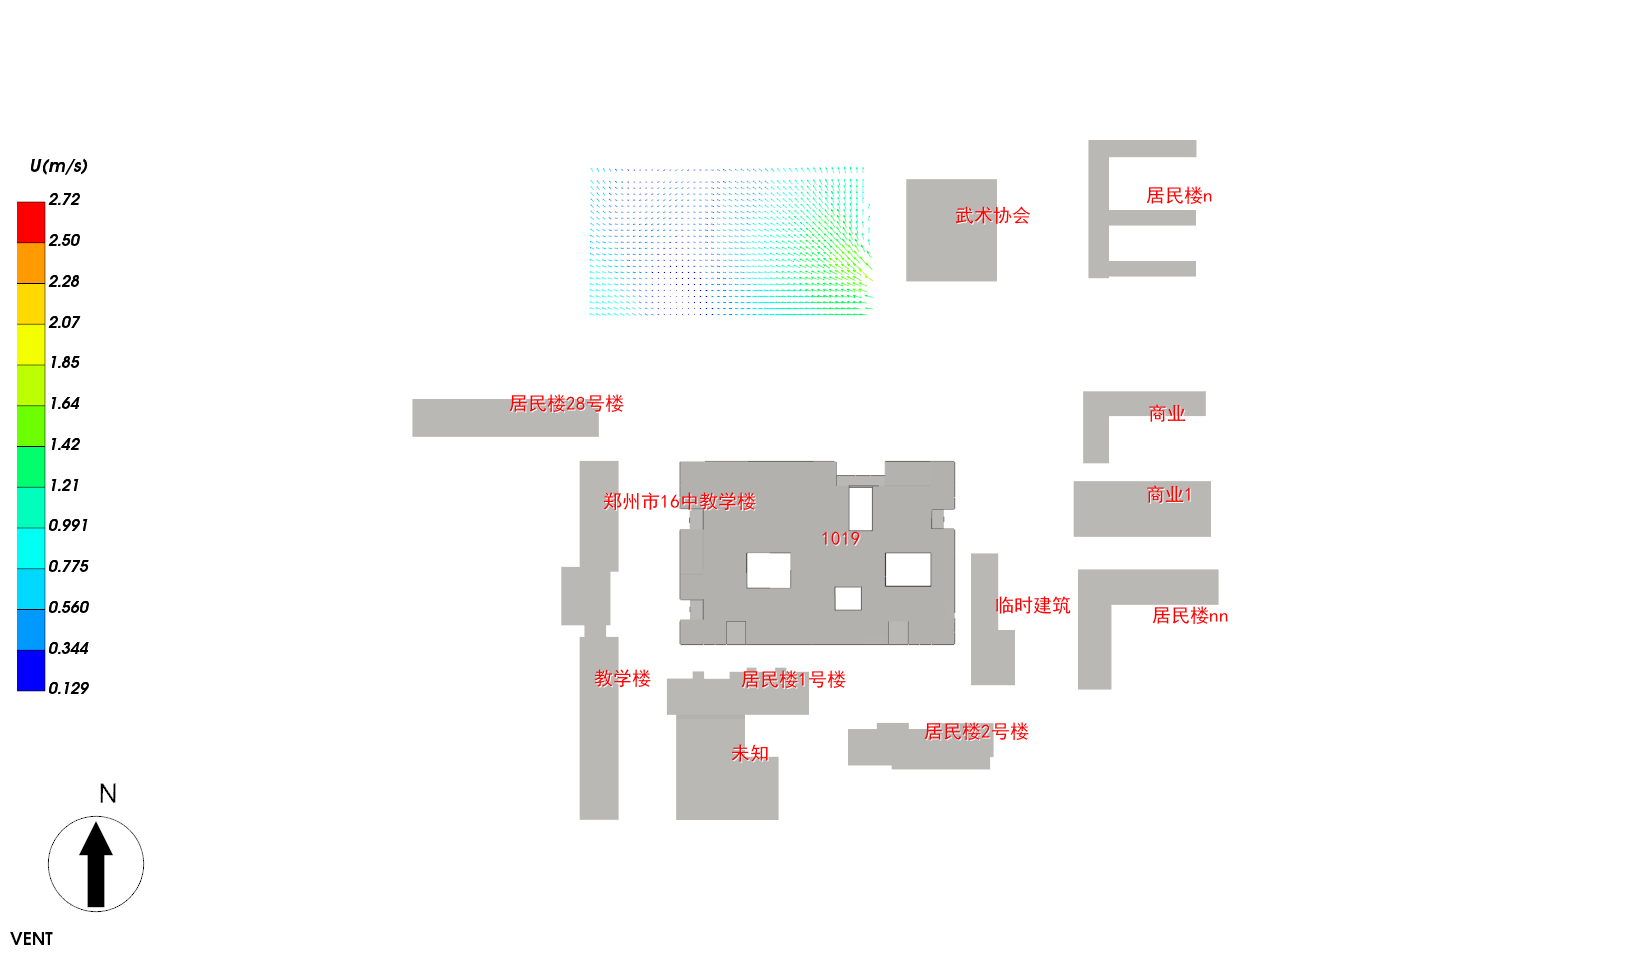 U(m/s)
2.72
2.50
2.28
2.07
1.85
1.64
1.42
1.21
0.991
0.775
0.560
0.344
0.129
居民楼n
武术协会
居民楼28号楼
商业
商业1
郑州市16中教学楼
1019
临时建筑
居民楼nn
教学楼
居民楼1号楼
居民楼2号楼
未知
N
VENT